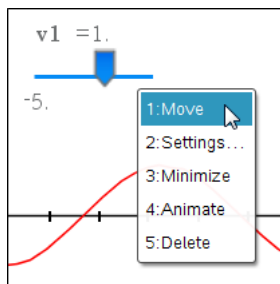 v1 =1.
-5.
1:Move
2:Settings...
3:Minimize
4:Animate
5:Delete